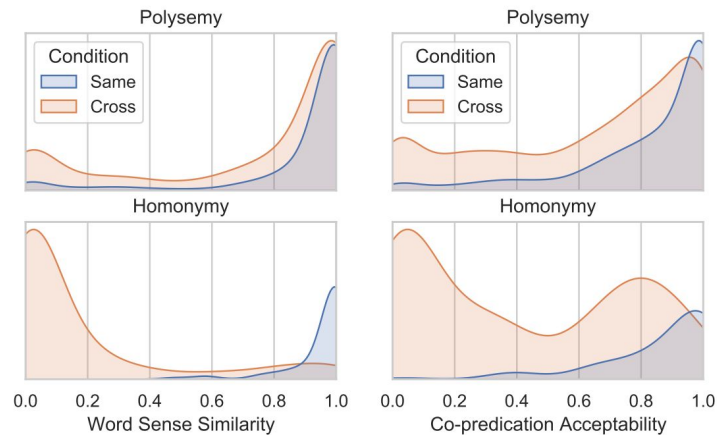 Polysemy
Polysemy
Condition
Same
Cross
Condition
Same
Cross
Homonymy
Homonymy
0.0 0.2 0.4 0.6 0.8 1.0
0.0 0.2 0.4 0.6 0.8 1.0
Word Sense Similarity
Co-predication Acceptability